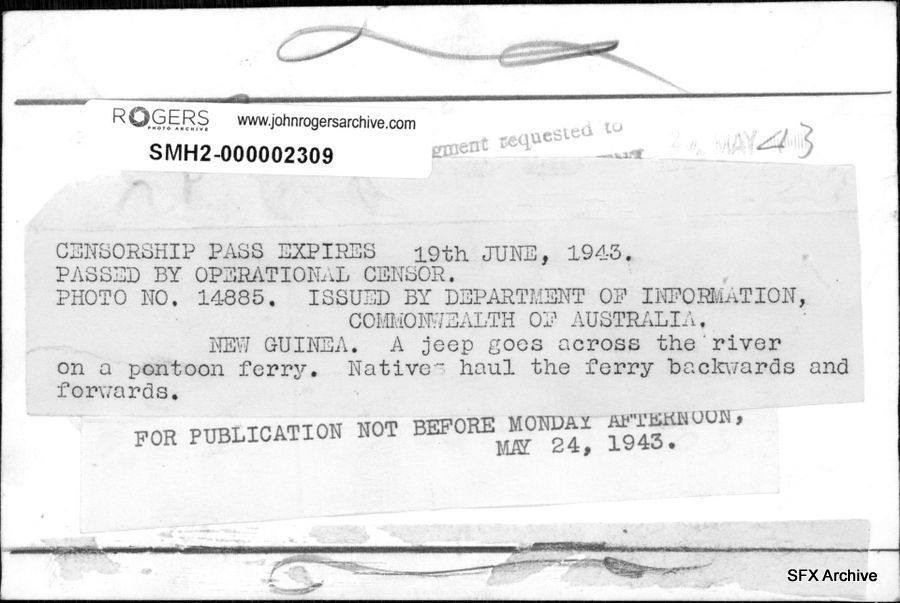 ROGERS
PHOTO ARCHIVE
www.johnrogersarchive.com
SMH2-000002309
requested to
MAY 43
CENSORSHIP PASS EXPIRES 19th JUNE, 1943.
PASSED BY OPERATIONAL CENSOR.
PHOTO NO. 14885. ISSUED BY DEPARTMENT OF INFORMATION,
COMMONWEALTH OF AUSTRALIA.
NEW GUINEA. A jeep goes across the river
on a pontoon ferry. Natives haul the ferry backwards and
forwards.
FOR PUBLICATION NOT BEFORE MONDAY AFTERNOON,
MAY 24, 1943.
SFX Archive